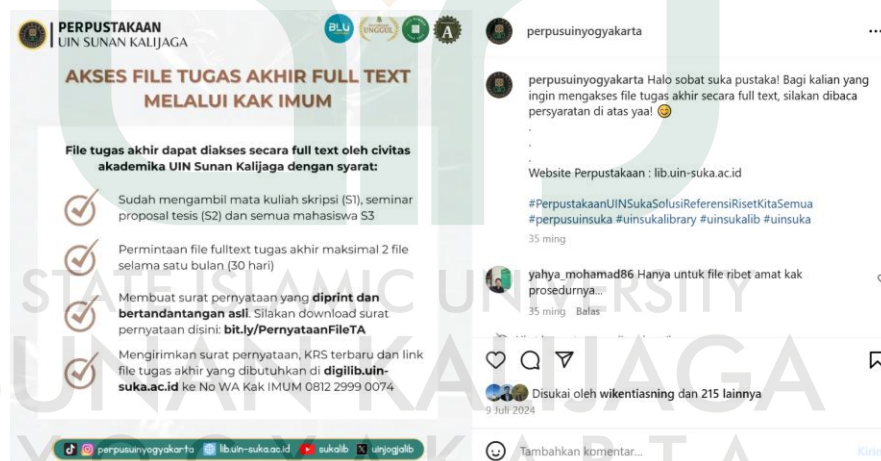 PERPUSTAKAAN
UIN SUNAN KALIJAGA
BLU
UNGGUL
A
AKSES FILE TUGAS AKHIR FULL TEXT
MELALUI KAK IMUM
File tugas akhir dapat diakses secara full text oleh civitas
akademika UIN Sunan Kalijaga dengan syarat:
Sudah mengambil mata kuliah skripsi (S1), seminar
proposal tesis (S2) dan semua mahasiswa S3
Permintaan file fulltext tugas akhir maksimal 2 file
selama satu bulan (30 hari)
Membuat surat pernyataan yang diprint dan
bertandantangan asli. Silakan download surat
pernyataan disini: bit.ly/PernyataanFileTA
Mengirimkan surat pernyataan, KRS terbaru dan link
file tugas akhir yang dibutuhkan di digilib.uin-
suka.ac.id ke No WA Kak IMUM 0812 2999 0074
perpusuinyogyakarta lib.uin-suka.ac.id sukalib uinjogjalib
perpusuinyogyakarta
perpusuinyogyakarta Halo sobat suka pustaka! Bagi kalian yang
ingin mengakses file tugas akhir secara full text, silakan dibaca
persyaratan di atas yaa! 😊
.
.
.
Website Perpustakaan : lib.uin-suka.ac.id
#PerpustakaanUINSukaSolusiReferensiRisetKitaSemua
#perpusuinsuka #uinsukalibrary #uinsukalib #uinsuka
35 ming
yahya_mohamad86 Hanya untuk file ribet amat kak
prosedurnya...
35 ming Balas
Disukai oleh wikentiasning dan 215 lainnya
9 Juli 2024
Tambahkan komentar...
Kirim
STATE ISLAMIC UNIVERSITY
SUNAN KALIJAGA
YOGYAKARTA